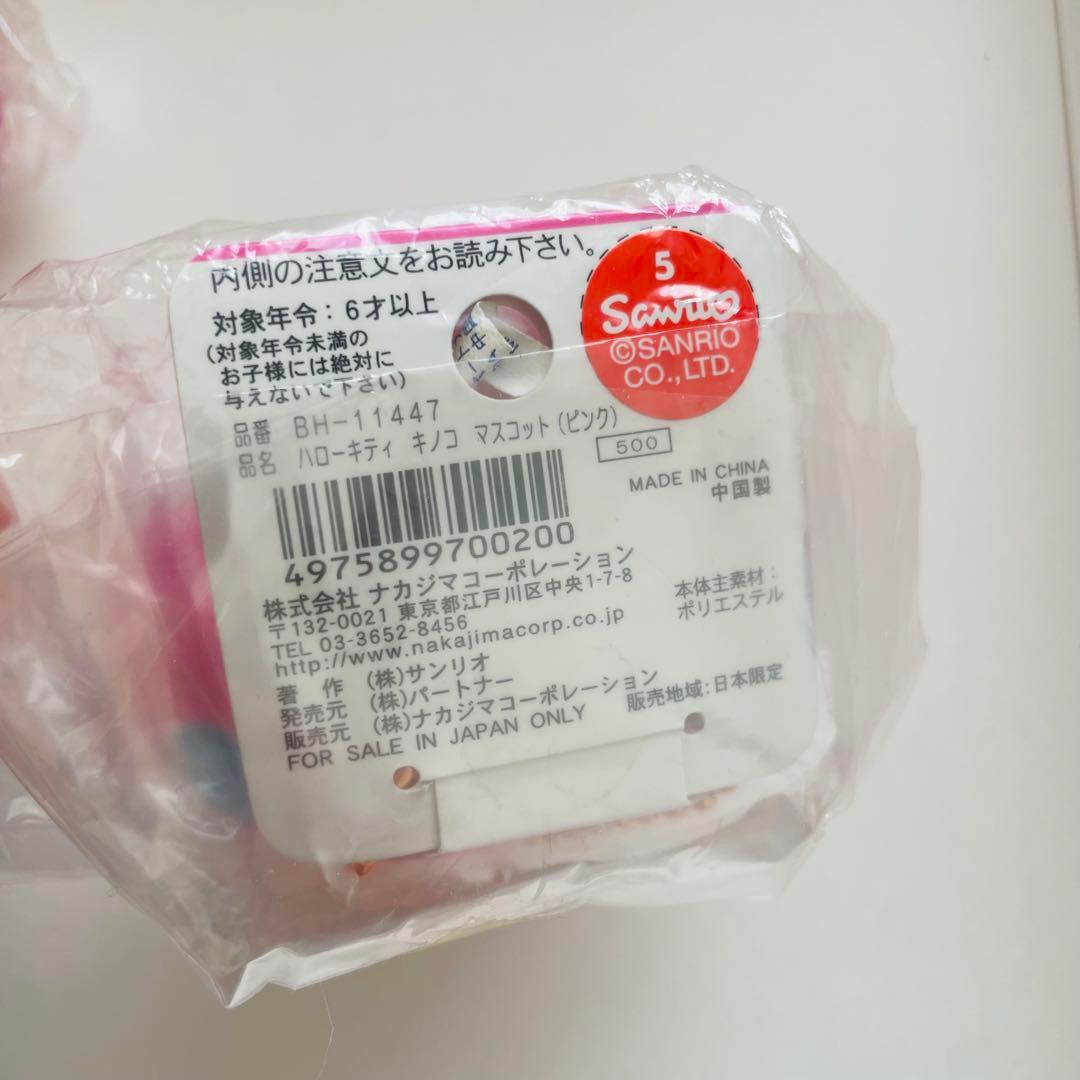 内側の注意文をお読み下さい。
対象年令：6才以上
(対象年令未満の
お子様には絶対に
与えないで下さい)
5
Sanrio
©SANRIO
CO.,LTD.
品番 BH-11447
品名 ハローキティ キノコ マスコット(ピンク)
500
MADE IN CHINA
中国製
4975899700200
株式会社 ナカジマコーポレーション
〒132-0021 東京都江戸川区中央1-7-8
TEL 03-3652-8456
http://www.nakajimacorp.co.jp
本体主素材：
ポリエステル
著 作 (株)サンリオ
発売元 (株)パートナー
販売元 (株)ナカジマコーポレーション
FOR SALE IN JAPAN ONLY
販売地域：日本限定